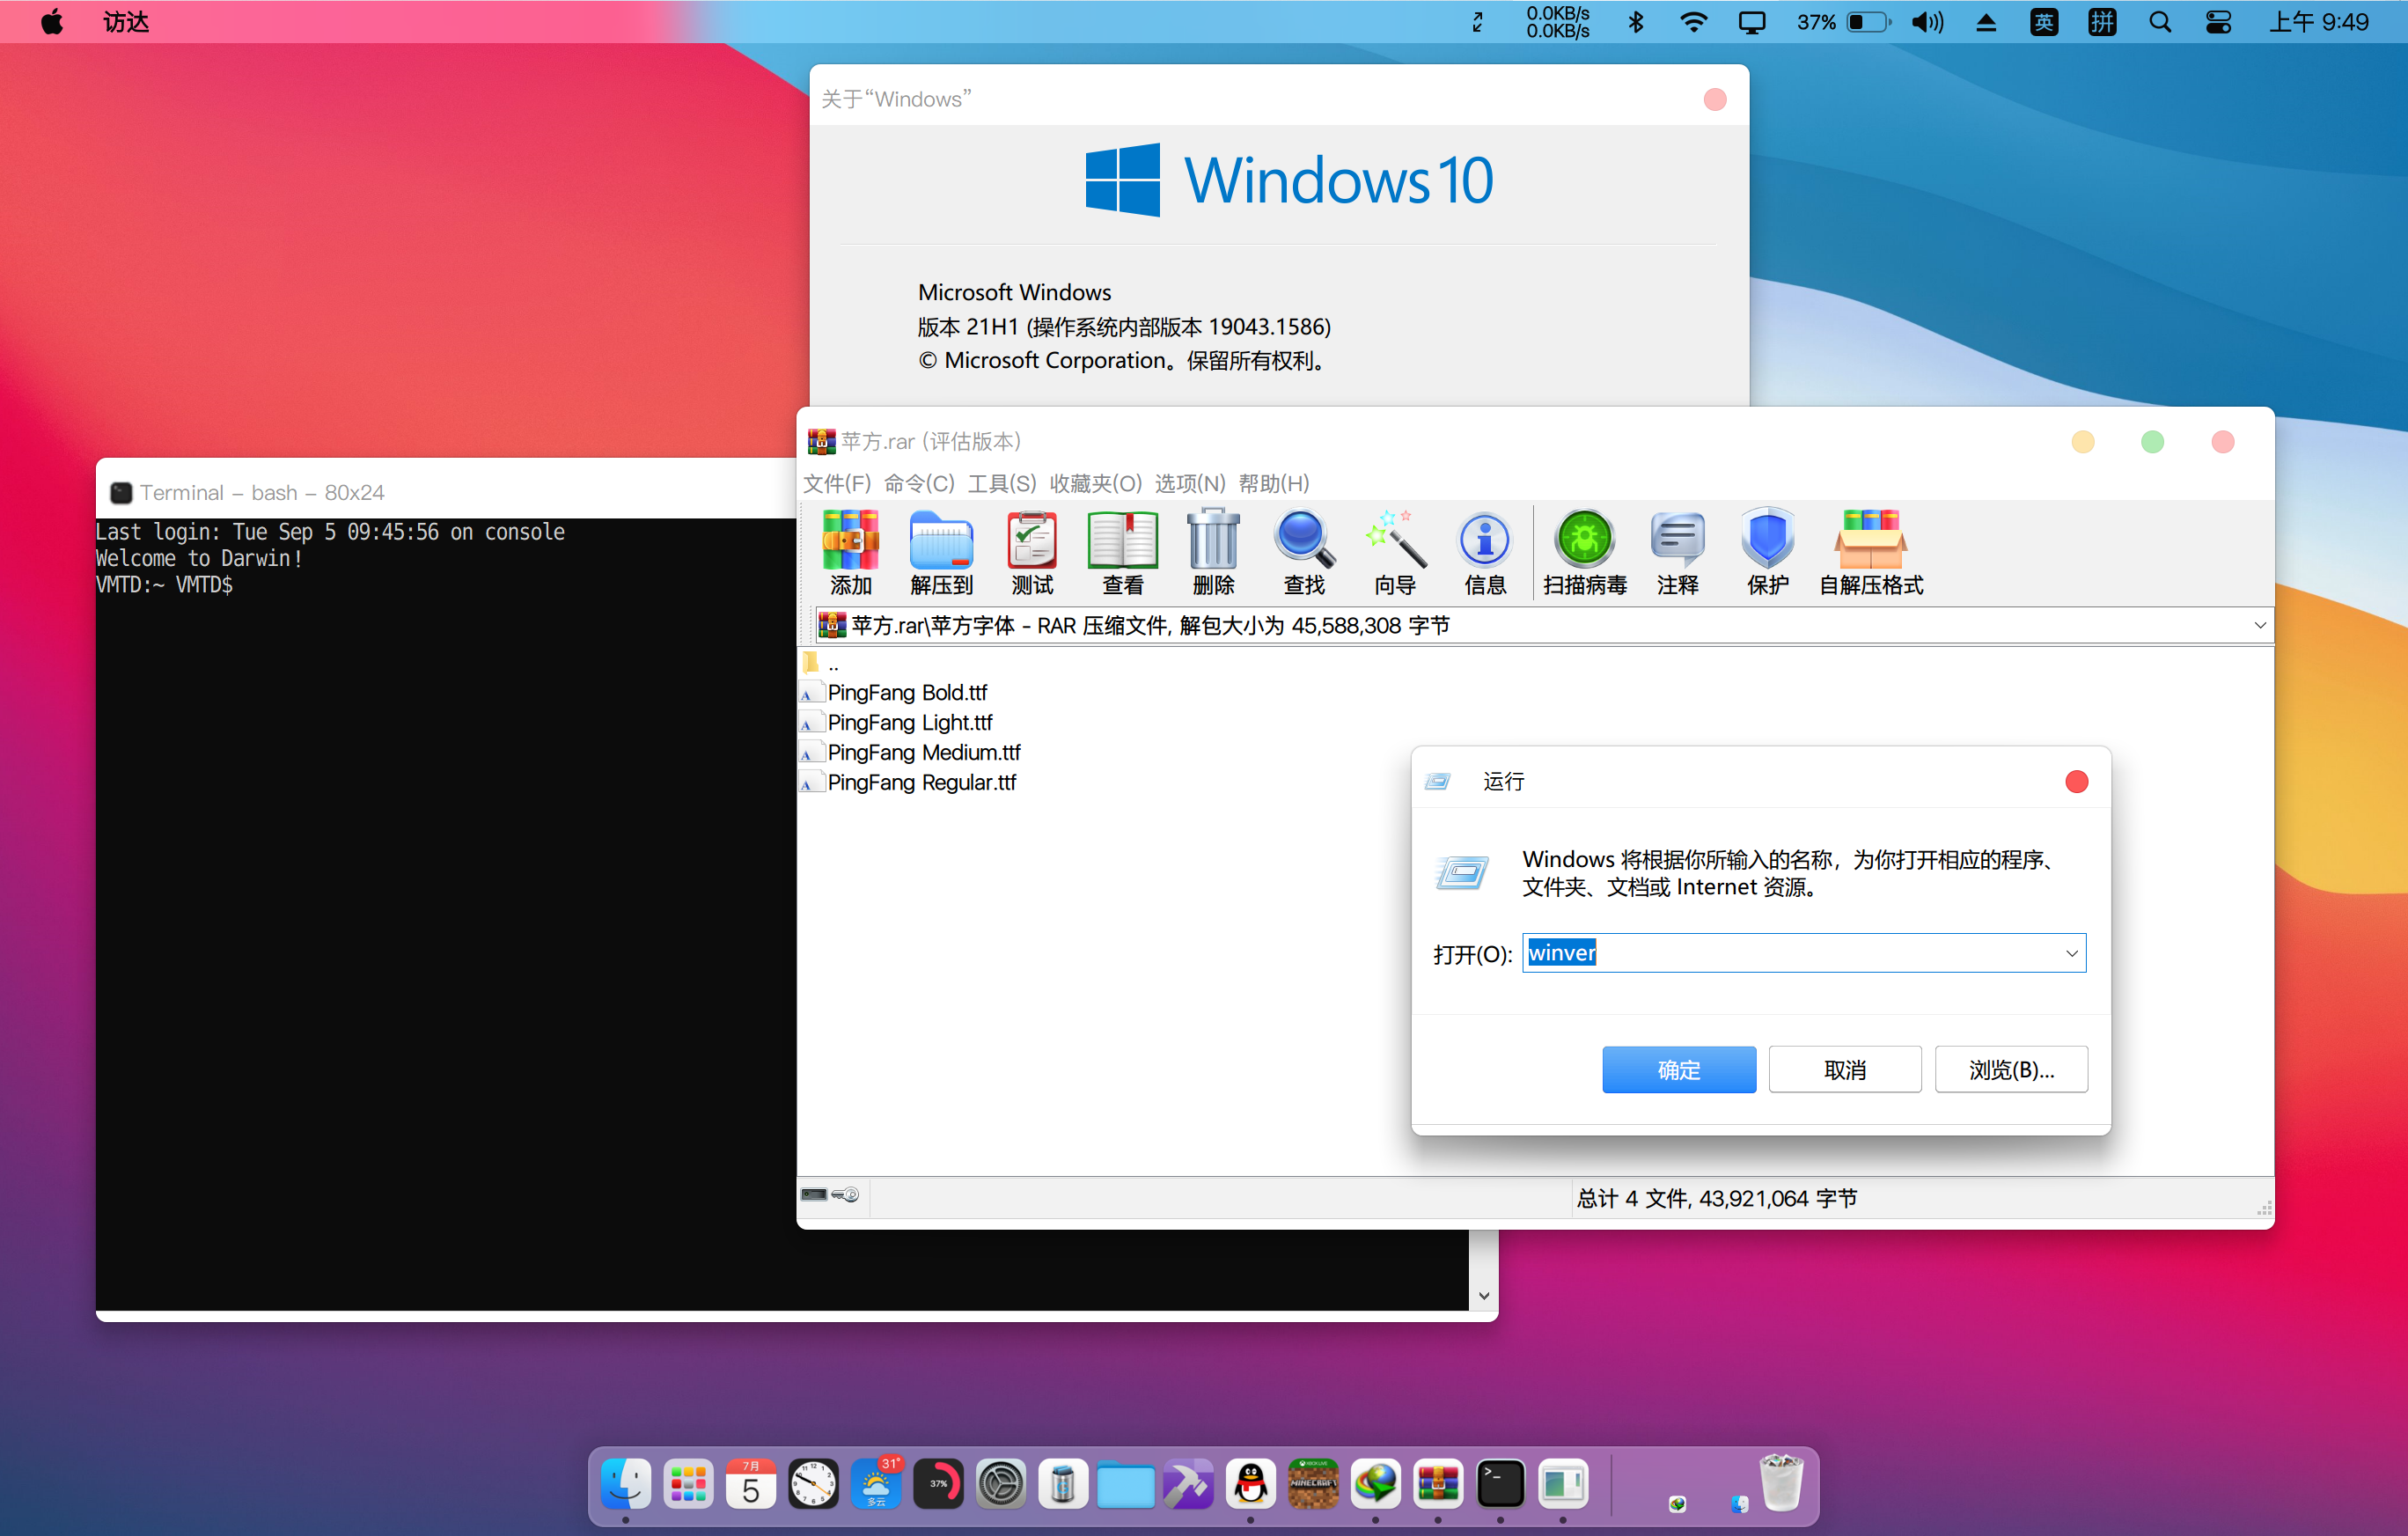 访达
0.0KB/s
0.0KB/s
37%
英
拼
上午 9:49
关于“Windows”
Windows 10
Microsoft Windows
版本 21H1 (操作系统内部版本 19043.1586)
© Microsoft Corporation。保留所有权利。
Terminal – bash – 80x24
Last login: Tue Sep 5 09:45:56 on console
Welcome to Darwin!
VMTD:~ VMTD$
苹方.rar (评估版本)
文件(F) 命令(C) 工具(S) 收藏夹(O) 选项(N) 帮助(H)
添加 解压到 测试 查看 删除 查找 向导 信息 扫描病毒 注释 保护 自解压格式
苹方.rar\苹方字体 - RAR 压缩文件, 解包大小为 45,588,308 字节
..
PingFang Bold.ttf
PingFang Light.ttf
PingFang Medium.ttf
PingFang Regular.ttf
总计 4 文件, 43,921,064 字节
运行
Windows 将根据你所输入的名称，为你打开相应的程序、
文件夹、文档或 Internet 资源。
打开(O): winver
确定 取消 浏览(B)...
7月
5
31°
多云
37%
XBOX LIVE
MINECRAFT
>_